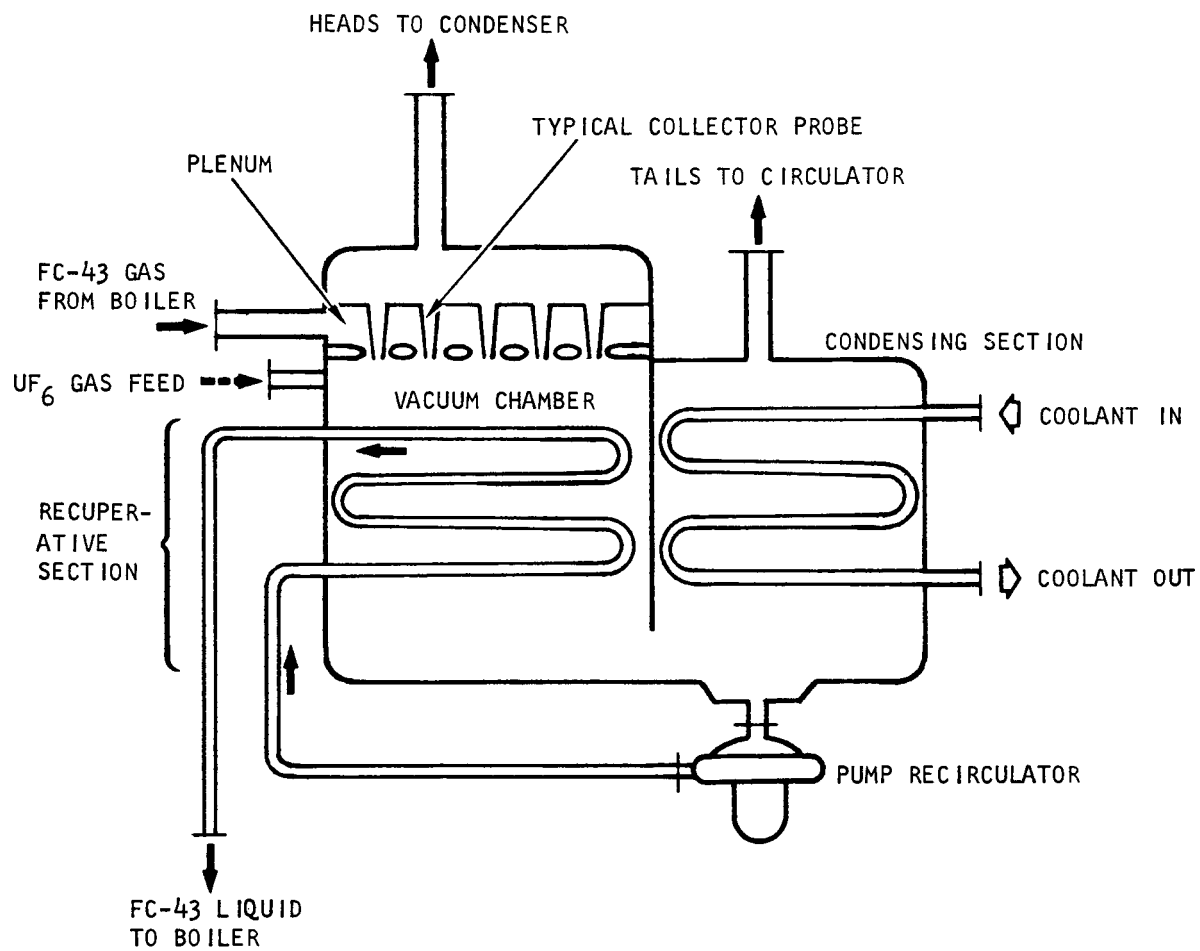 HEADS TO CONDENSER
TYPICAL COLLECTOR PROBE
PLENUM
TAILS TO CIRCULATOR
FC-43 GAS
FROM BOILER
CONDENSING SECTION
UF6 GAS FEED
VACUUM CHAMBER
COOLANT IN
RECUPER-
ATIVE
SECTION
COOLANT OUT
PUMP RECIRCULATOR
FC-43 LIQUID
TO BOILER